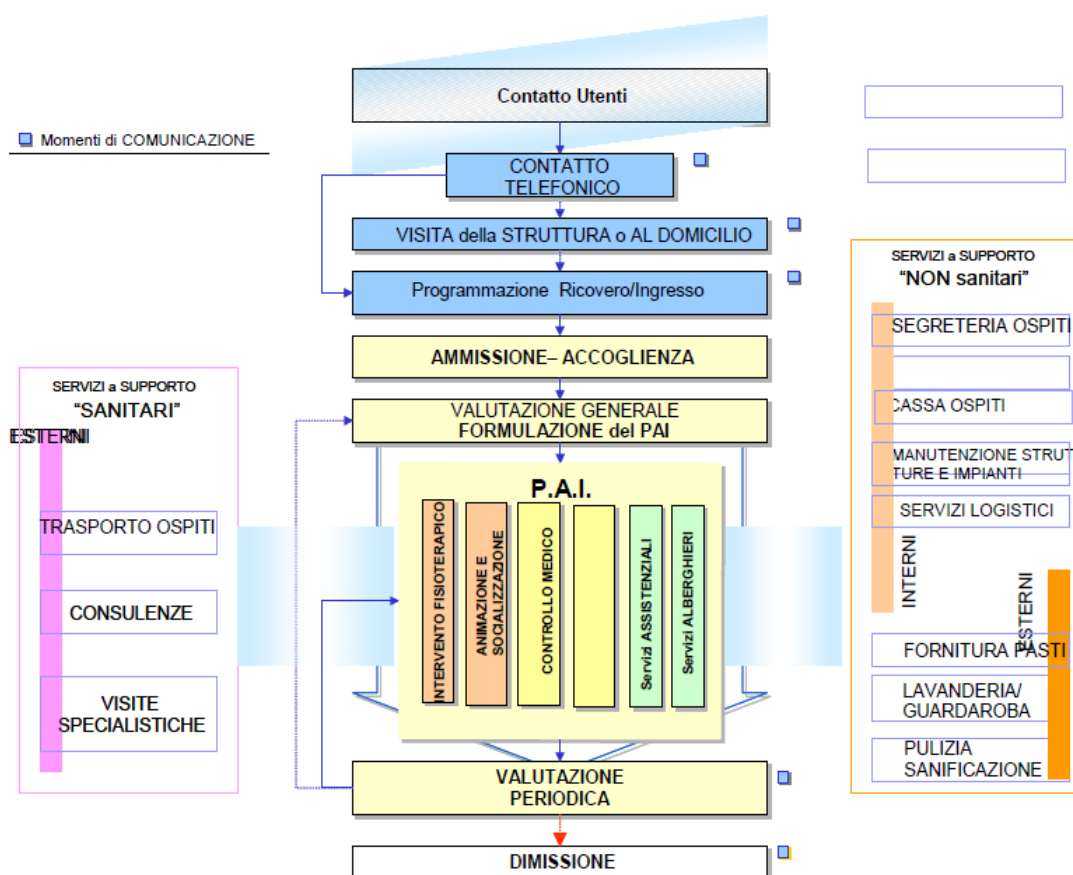 Contatto Utenti
Momenti di COMUNICAZIONE
CONTATTO
TELEFONICO
VISITA della STRUTTURA o AL DOMICILIO
Programmazione Ricovero/Ingresso
AMMISSIONE– ACCOGLIENZA
VALUTAZIONE GENERALE
FORMULAZIONE del PAI
P.A.I.
INTERVENTO FISIOTERAPICO
ANIMAZIONE E
SOCIALIZZAZIONE
CONTROLLO MEDICO
Servizi ASSISTENZIALI
Servizi ALBERGHIERI
VALUTAZIONE
PERIODICA
DIMISSIONE
SERVIZI a SUPPORTO
“SANITARI”
ESTERNI
TRASPORTO OSPITI
CONSULENZE
VISITE
SPECIALISTICHE
SERVIZI a SUPPORTO
“NON sanitari”
SEGRETERIA OSPITI
CASSA OSPITI
MANUTENZIONE STRUT
TURE E IMPIANTI
SERVIZI LOGISTICI
INTERNI
ESTERNI
FORNITURA PASTI
LAVANDERIA/
GUARDAROBA
PULIZIA
SANIFICAZIONE